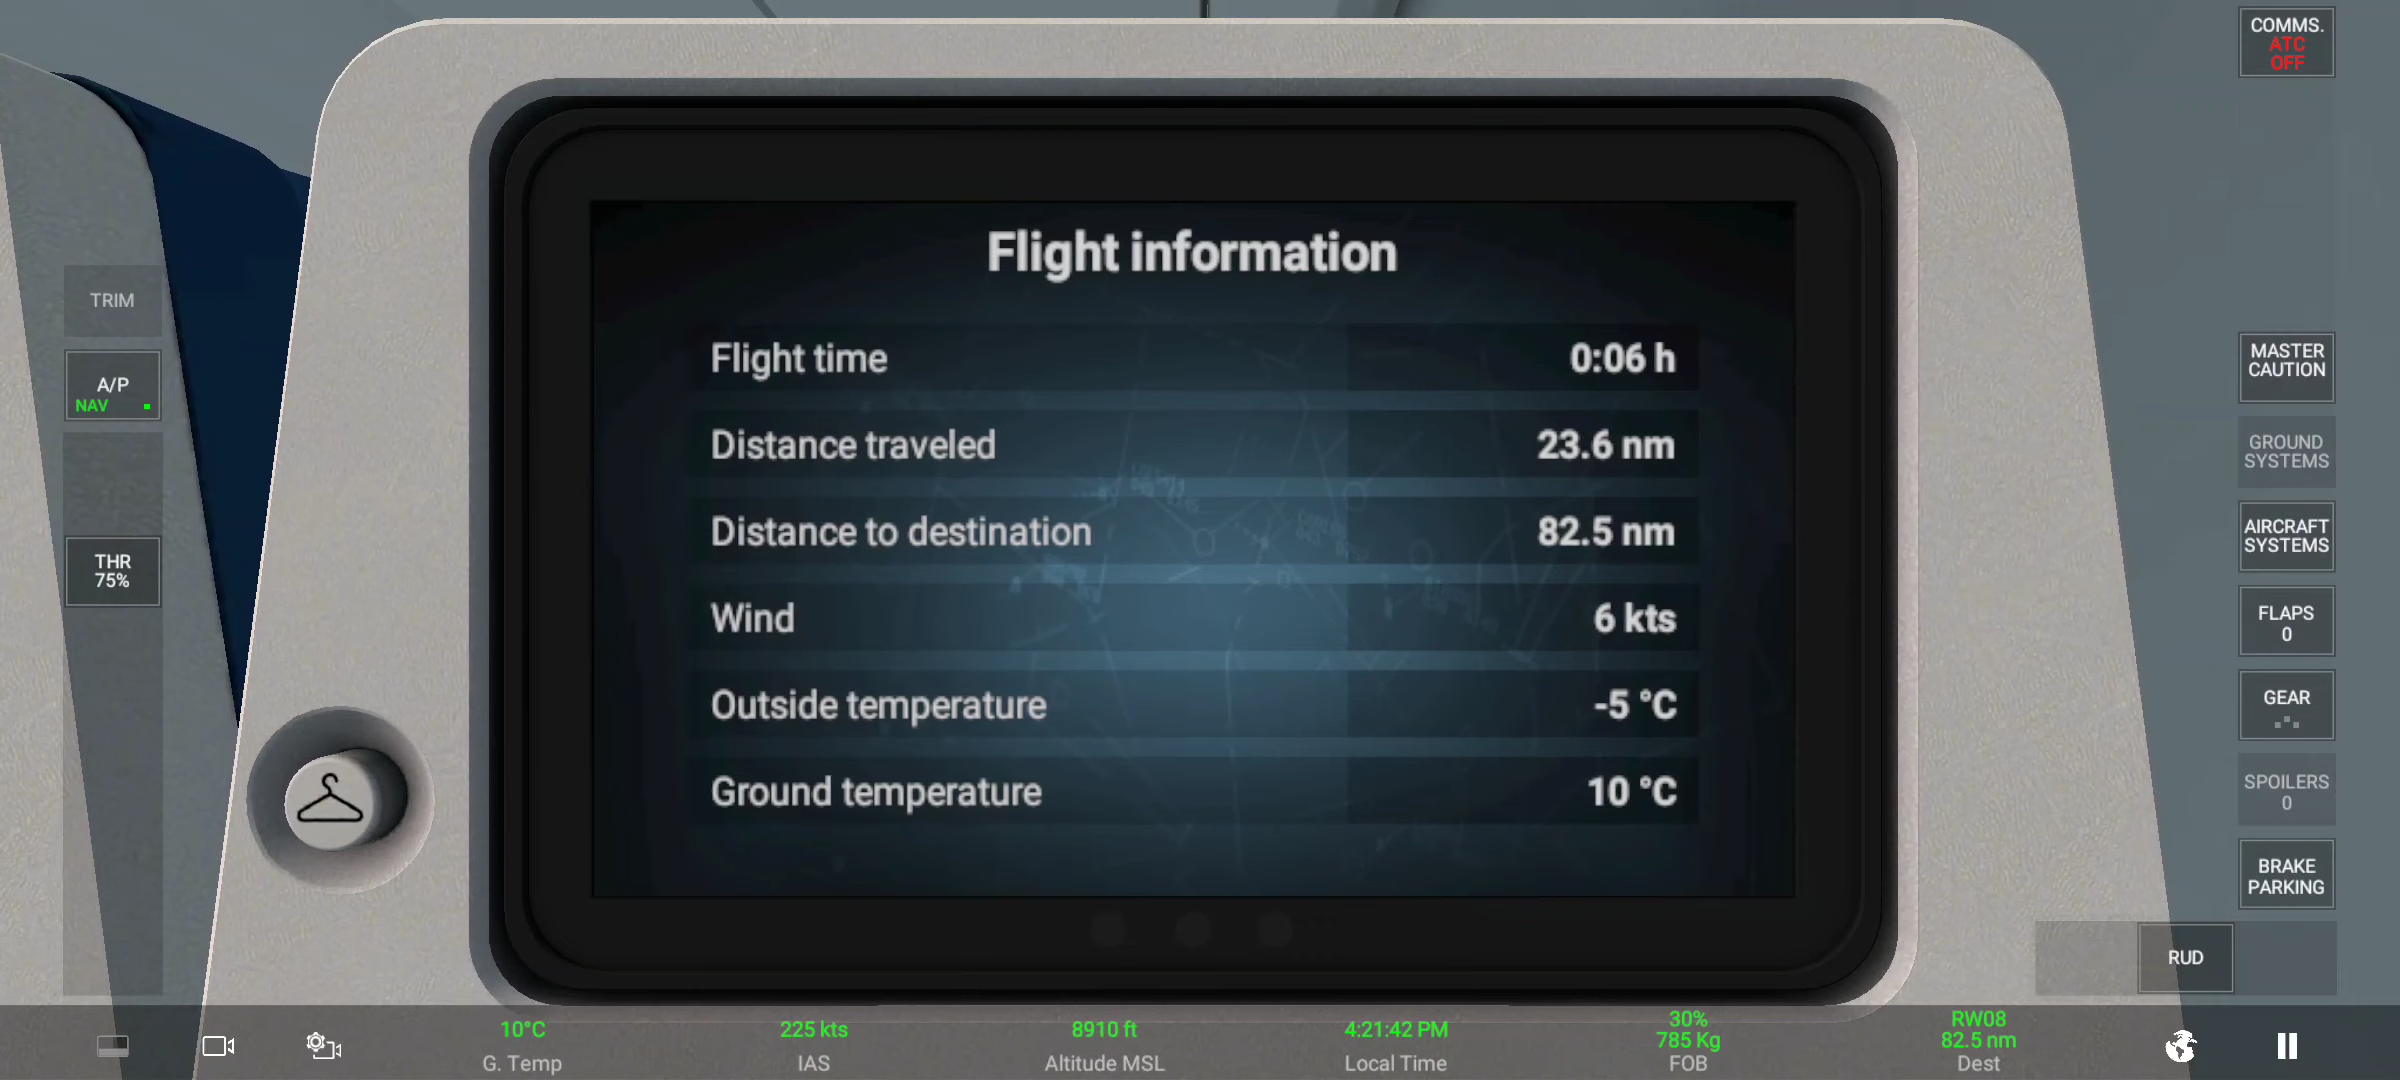 COMMS.
ATC
OFF
Flight information
TRIM
Flight time 0:06 h
A/P
NAV
MASTER
CAUTION
Distance traveled 23.6 nm
GROUND
SYSTEMS
Distance to destination 82.5 nm
AIRCRAFT
SYSTEMS
THR
75%
Wind 6 kts
FLAPS
0
Outside temperature -5 °C
GEAR
Ground temperature 10 °C
SPOILERS
0
BRAKE
PARKING
RUD
10°C
G. Temp
225 kts
IAS
8910 ft
Altitude MSL
4:21:42 PM
Local Time
30%
785 Kg
FOB
RW08
82.5 nm
Dest